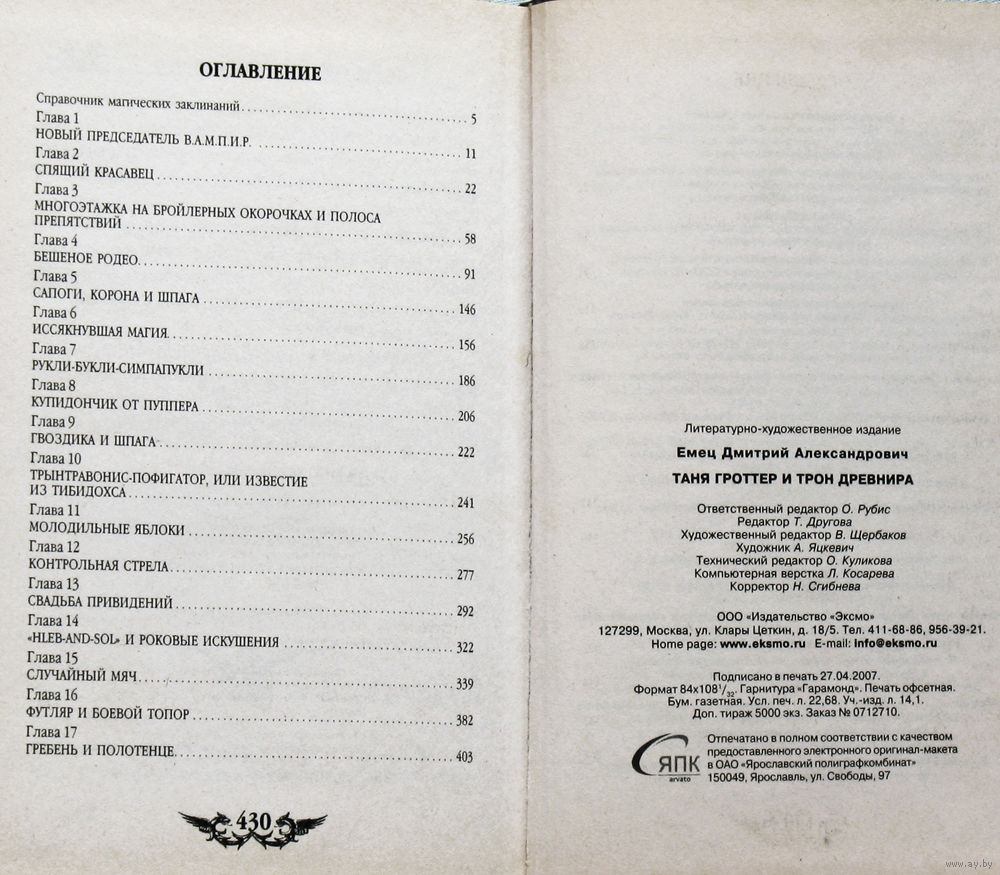 ОГЛАВЛЕНИЕ
Справочник магических заклинаний..............5
Глава 1
НОВЫЙ ПРЕДСЕДАТЕЛЬ В.А.М.П.И.Р. ..............11
Глава 2
СПЯЩИЙ КРАСАВЕЦ..............22
Глава 3
МНОГОЭТАЖКА НА БРОЙЛЕРНЫХ ОКОРОЧКАХ И ПОЛОСА
ПРЕПЯТСТВИЙ..............58
Глава 4
БЕШЕНОЕ РОДЕО..............91
Глава 5
САПОГИ, КОРОНА И ШПАГА..............146
Глава 6
ИССЯКНУВШАЯ МАГИЯ..............156
Глава 7
РУКЛИ-БУКЛИ-СИМПАПУКЛИ..............186
Глава 8
КУПИДОНЧИК ОТ ПУППЕРА..............206
Глава 9
ГВОЗДИКА И ШПАГА..............222
Глава 10
ТРЫНТРАВОНИС-ПОФИГАТОР, ИЛИ ИЗВЕСТИЕ
ИЗ ТИБИДОХСА..............241
Глава 11
МОЛОДИЛЬНЫЕ ЯБЛОКИ..............256
Глава 12
КОНТРОЛЬНАЯ СТРЕЛА..............277
Глава 13
СВАДЬБА ПРИВИДЕНИЙ..............292
Глава 14
«HLEB-AND-SOL» И РОКОВЫЕ ИСКУШЕНИЯ..............322
Глава 15
СЛУЧАЙНЫЙ МЯЧ..............339
Глава 16
ФУТЛЯР И БОЕВОЙ ТОПОР..............382
Глава 17
ГРЕБЕНЬ И ПОЛОТЕНЦЕ..............403
430
Литературно-художественное издание
Емец Дмитрий Александрович
ТАНЯ ГРОТТЕР И ТРОН ДРЕВНИРА
Ответственный редактор О. Рубис
Редактор Т. Другова
Художественный редактор В. Щербаков
Художник А. Яцкевич
Технический редактор О. Куликова
Компьютерная верстка Л. Косарева
Корректор Н. Сгибнева
ООО «Издательство «Эксмо»
127299, Москва, ул. Клары Цеткин, д. 18/5. Тел. 411-68-86, 956-39-21.
Home page: www.eksmo.ru E-mail: info@eksmo.ru
Подписано в печать 27.04.2007.
Формат 84x108 1/32. Гарнитура «Гарамонд». Печать офсетная.
Бум. газетная. Усл. печ. л. 22,68. Уч.-изд. л. 14,1.
Доп. тираж 5000 экз. Заказ № 0712710.
ЯПК
arvato
Отпечатано в полном соответствии с качеством
предоставленного электронного оригинал-макета
в ОАО «Ярославский полиграфкомбинат»
150049, Ярославль, ул. Свободы, 97
www.ay.by